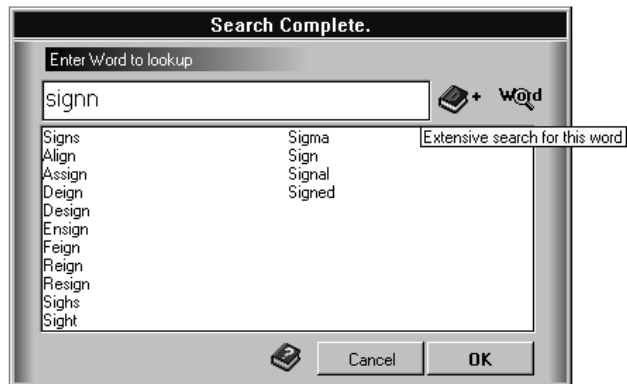 Search Complete.
Enter Word to lookup
signn
+ Word
Extensive search for this word
Signs
Align
Assign
Deign
Design
Ensign
Feign
Reign
Resign
Sighs
Sight
Sigma
Sign
Signal
Signed
? Cancel OK